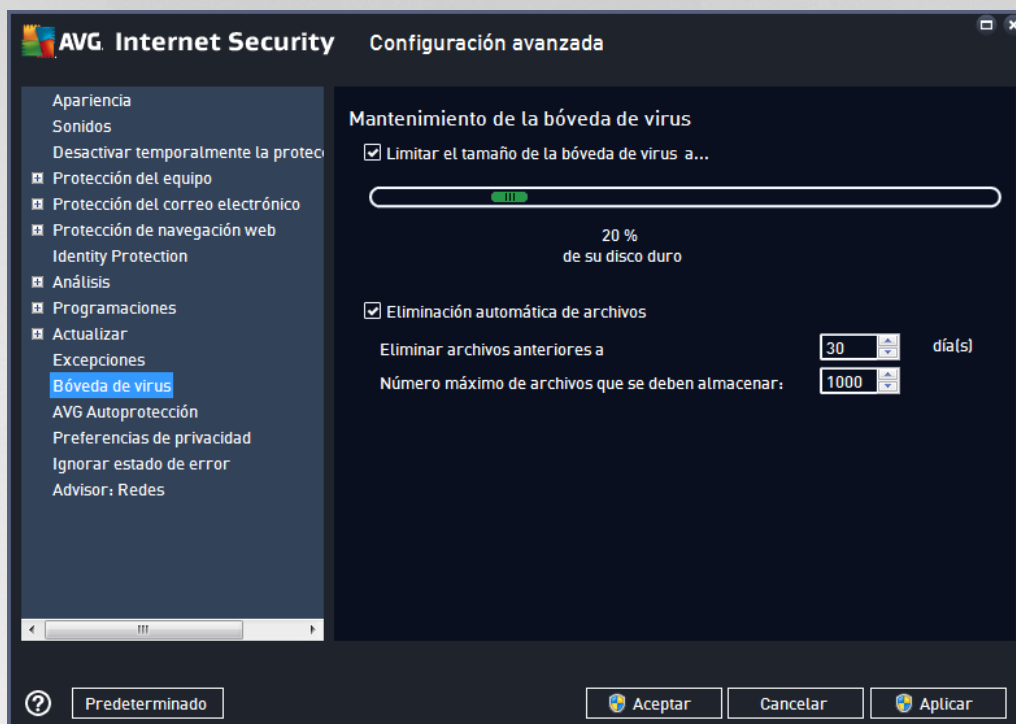 AVG. Internet Security Configuración avanzada
Apariencia
Sonidos
Desactivar temporalmente la protec
Protección del equipo
Protección del correo electrónico
Protección de navegación web
Identity Protection
Análisis
Programaciones
Actualizar
Excepciones
Bóveda de virus
AVG Autoprotección
Preferencias de privacidad
Ignorar estado de error
Advisor: Redes
Mantenimiento de la bóveda de virus
Limitar el tamaño de la bóveda de virus a...
20 %
de su disco duro
Eliminación automática de archivos
Eliminar archivos anteriores a 30 día(s)
Número máximo de archivos que se deben almacenar: 1000
? Predeterminado Aceptar Cancelar Aplicar